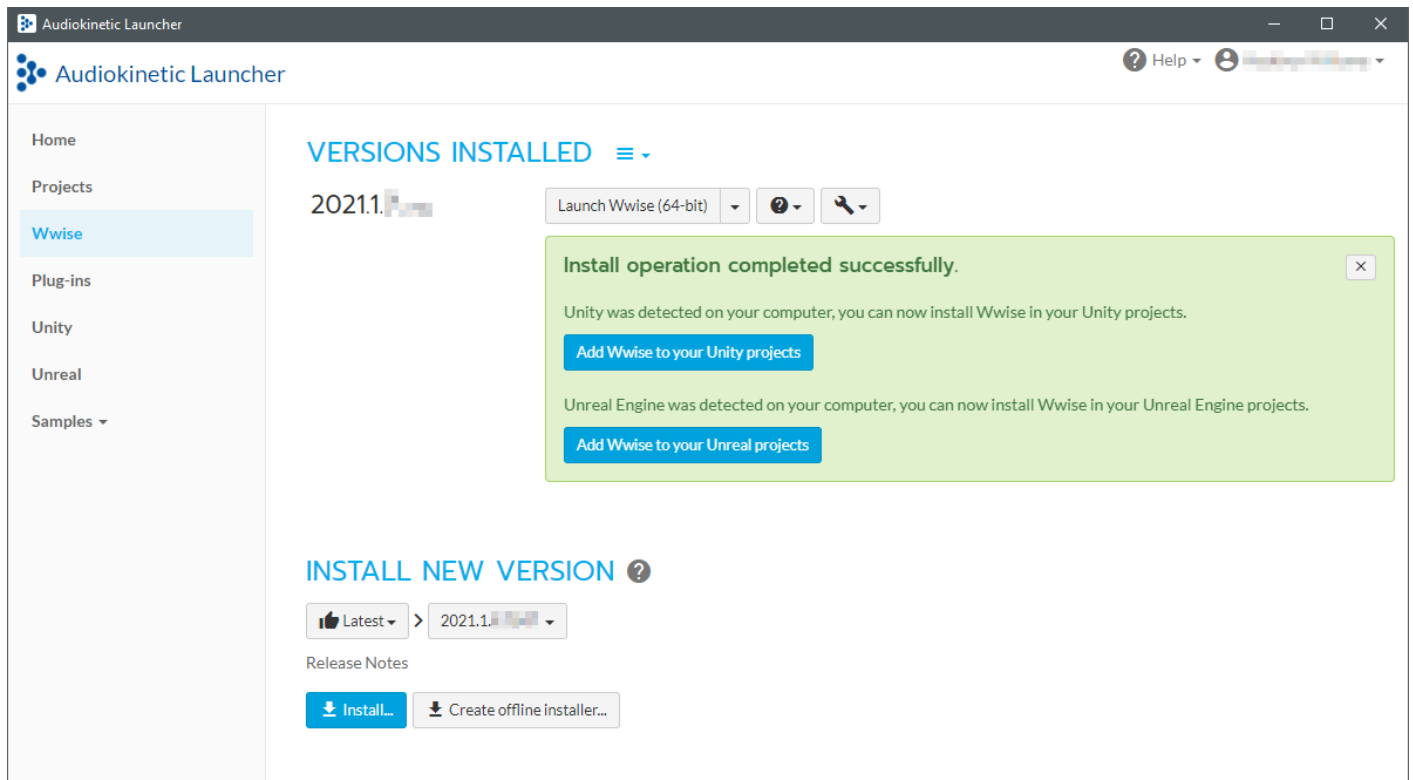 Audiokinetic Launcher
Audiokinetic Launcher
Help
Home
Projects
Wwise
Plug-ins
Unity
Unreal
Samples
VERSIONS INSTALLED
2021.1.
Launch Wwise (64-bit)
Install operation completed successfully.
Unity was detected on your computer, you can now install Wwise in your Unity projects.
Add Wwise to your Unity projects
Unreal Engine was detected on your computer, you can now install Wwise in your Unreal Engine projects.
Add Wwise to your Unreal projects
INSTALL NEW VERSION
Latest > 2021.1.
Release Notes
Install... Create offline installer...